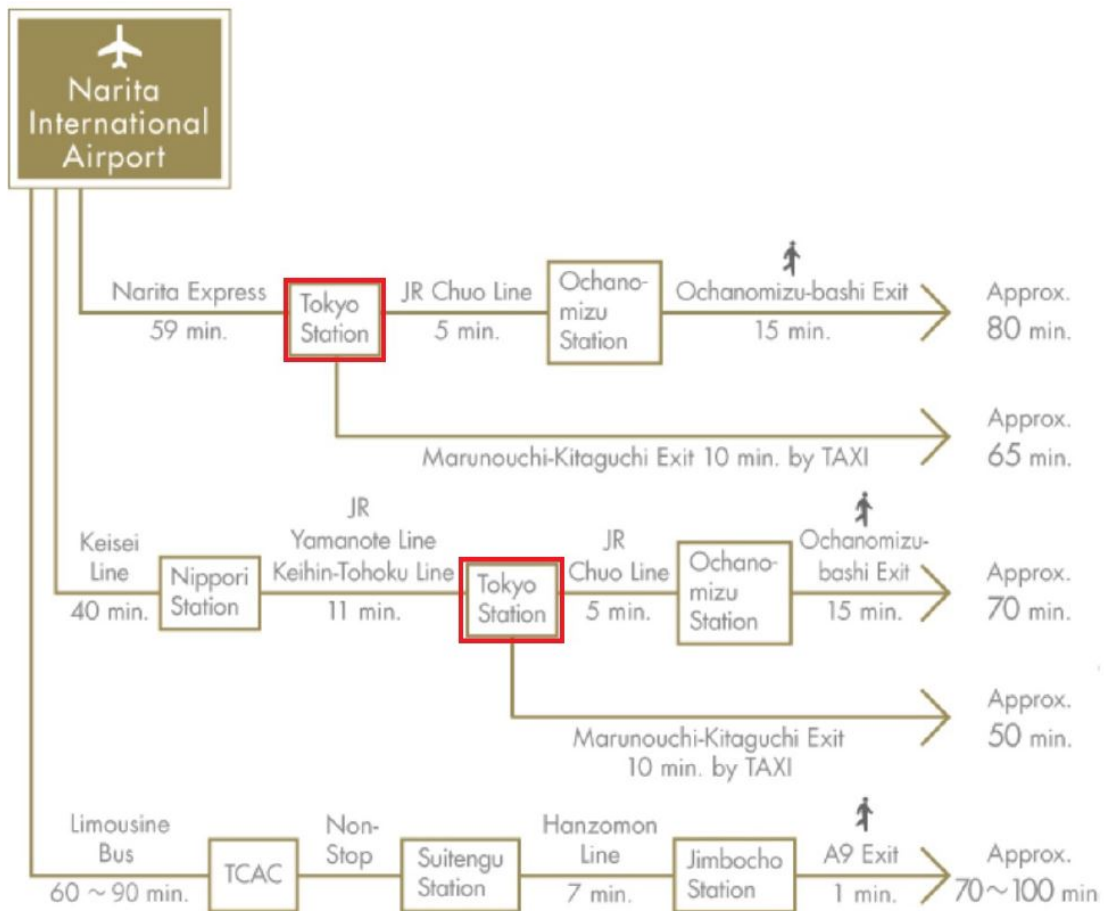 Narita
International
Airport
Narita Express
59 min.
Tokyo
Station
JR Chuo Line
5 min.
Ochano-
mizu
Station
Ochanomizu-bashi Exit
15 min.
Approx.
80 min.
Marunouchi-Kitaguchi Exit 10 min. by TAXI
Approx.
65 min.
Keisei
Line
40 min.
Nippori
Station
JR
Yamanote Line
Keihin-Tohoku Line
11 min.
Tokyo
Station
JR
Chuo Line
5 min.
Ochano-
mizu
Station
Ochanomizu-
bashi Exit
15 min.
Approx.
70 min.
Marunouchi-Kitaguchi Exit
10 min. by TAXI
Approx.
50 min.
Limousine
Bus
60 ~ 90 min.
TCAC
Non-
Stop
Suitengu
Station
Hanzomon
Line
7 min.
Jimbocho
Station
A9 Exit
1 min.
Approx.
70~100 min